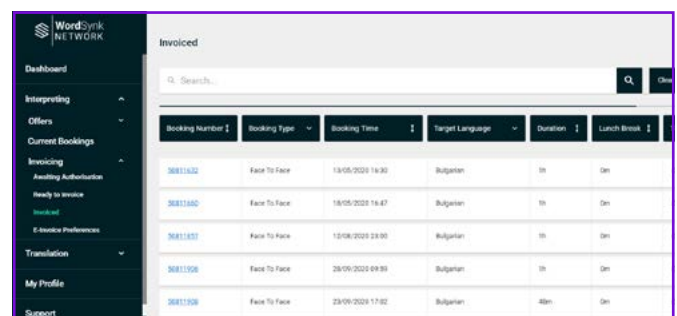 WordSynk
NETWORK
Dashboard
Interpreting
Offers
Current Bookings
Invoicing
Awaiting Authorisation
Ready to Invoice
Invoiced
E-Invoice Preferences
Translation
My Profile
Support
Invoiced
Search...
Booking Number Booking Type Booking Time Target Language Duration Lunch Break
50811632 Face To Face 13/05/2020 16:30 Bulgarian 1h 0m
50811660 Face To Face 18/05/2020 16:47 Bulgarian 1h 0m
Face To Face 12/08/2020 23:00 Bulgarian 1h 0m
50811906 Face To Face 28/09/2020 09:59 Bulgarian 1h 0m
50811908 Face To Face 23/09/2020 17:02 Bulgarian 48m 0m